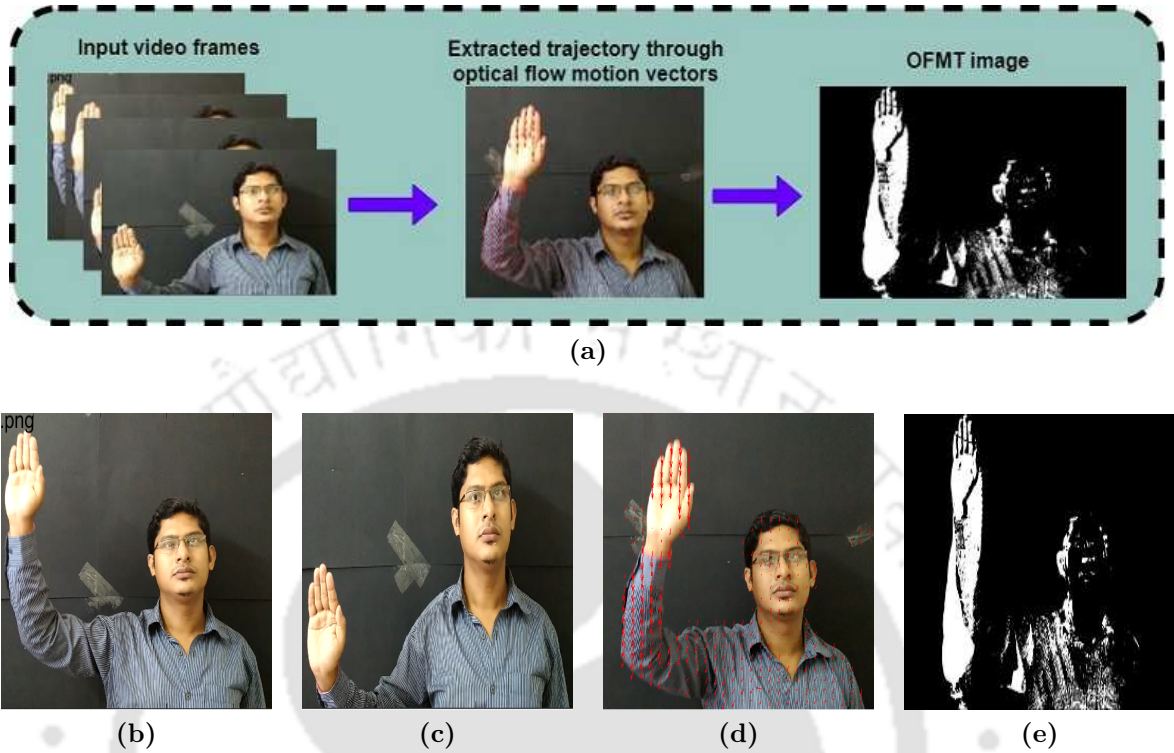 Input video frames
Extracted trajectory through
optical flow motion vectors
OFMT image
.png
(a)
.png
(b)
(c)
(d)
(e)